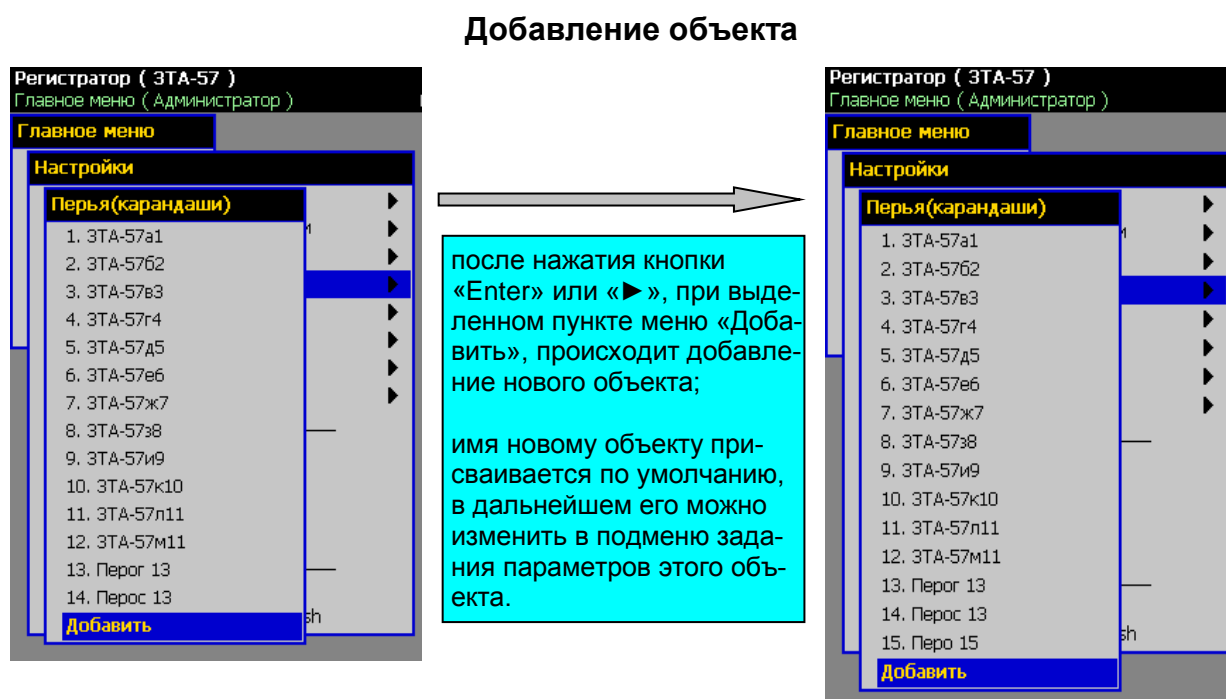 Добавление объекта
Регистратор ( ЗТА-57 )
Главное меню ( Администратор )
Главное меню
Настройки
Перья(карандаши)
1. ЗТА-57а1
2. ЗТА-57б2
3. ЗТА-57в3
4. ЗТА-57г4
5. ЗТА-57д5
6. ЗТА-57е6
7. ЗТА-57ж7
8. ЗТА-57з8
9. ЗТА-57и9
10. ЗТА-57к10
11. ЗТА-57л11
12. ЗТА-57м11
13. Перог 13
14. Перос 13
Добавить
sh
после нажатия кнопки
«Enter» или «►», при выде-
ленном пункте меню «Доба-
вить», происходит добавле-
ние нового объекта;
имя новому объекту при-
сваивается по умолчанию,
в дальнейшем его можно
изменить в подменю зада-
ния параметров этого объ-
екта.
Регистратор ( ЗТА-57 )
Главное меню ( Администратор )
Главное меню
Настройки
Перья(карандаши)
1. ЗТА-57а1
2. ЗТА-57б2
3. ЗТА-57в3
4. ЗТА-57г4
5. ЗТА-57д5
6. ЗТА-57е6
7. ЗТА-57ж7
8. ЗТА-57з8
9. ЗТА-57и9
10. ЗТА-57к10
11. ЗТА-57л11
12. ЗТА-57м11
13. Перог 13
14. Перос 13
15. Перо 15
Добавить
sh